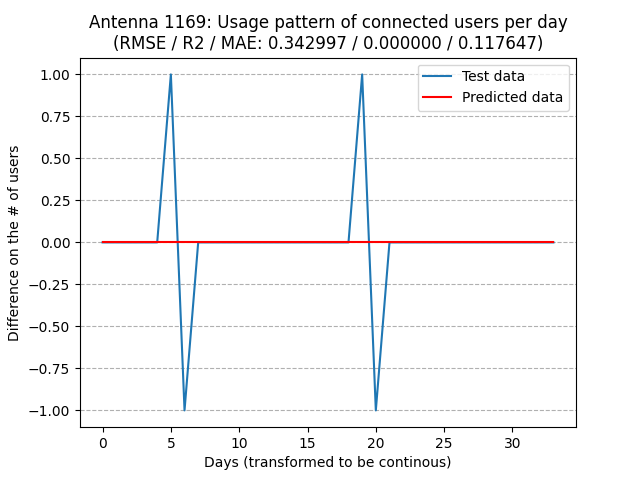 Antenna 1169: Usage pattern of connected users per day
(RMSE / R2 / MAE: 0.342997 / 0.000000 / 0.117647)
Test data
Predicted data
1.00
0.75
0.50
0.25
0.00
−0.25
−0.50
−0.75
−1.00
Difference on the # of users
0 5 10 15 20 25 30
Days (transformed to be continous)